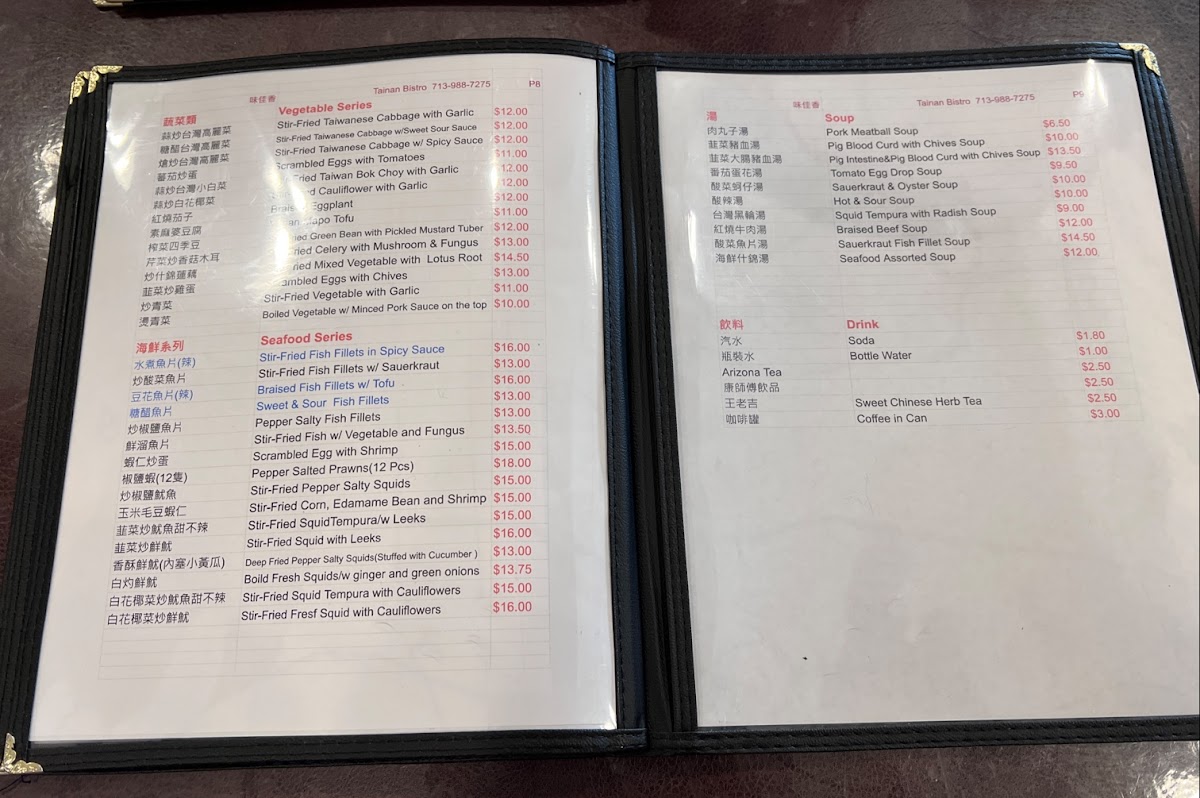 味佳香 Tainan Bistro 713-988-7275 P8
蔬菜類 Vegetable Series
蒜炒台灣高麗菜 Stir-Fried Taiwanese Cabbage with Garlic $12.00
糖醋台灣高麗菜 Stir-Fried Taiwanese Cabbage w/Sweet Sour Sauce $12.00
熗炒台灣高麗菜 Stir-Fried Taiwanese Cabbage w/ Spicy Sauce $12.00
蕃茄炒蛋 Scrambled Eggs with Tomatoes $11.00
蒜炒台灣小白菜 Taiwan Bok Choy with Garlic $12.00
蒜炒白花椰菜 Cauliflower with Garlic $12.00
紅燒茄子 Eggplant $12.00
素麻婆豆腐 Tofu $11.00
榨菜四季豆 Green Bean with Pickled Mustard Tuber $12.00
芹菜炒香菇木耳 Celery with Mushroom & Fungus $13.00
炒什錦蓮藕 Mixed Vegetable with Lotus Root $14.50
韮菜炒雞蛋 Eggs with Chives $13.00
炒青菜 Stir-Fried Vegetable with Garlic $11.00
燙青菜 Boiled Vegetable w/ Minced Pork Sauce on the top $10.00
海鮮系列 Seafood Series
水煮魚片(辣) Stir-Fried Fish Fillets in Spicy Sauce $16.00
炒酸菜魚片 Stir-Fried Fish Fillets w/ Sauerkraut $13.00
豆花魚片(辣) Braised Fish Fillets w/ Tofu $16.00
糖醋魚片 Sweet & Sour Fish Fillets $13.00
炒椒鹽魚片 Pepper Salty Fish Fillets $13.00
鮮溜魚片 Stir-Fried Fish w/ Vegetable and Fungus $13.50
蝦仁炒蛋 Scrambled Egg with Shrimp $15.00
椒鹽蝦(12隻) Pepper Salted Prawns(12 Pcs) $18.00
炒椒鹽魷魚 Stir-Fried Pepper Salty Squids $15.00
玉米毛豆蝦仁 Stir-Fried Corn, Edamame Bean and Shrimp $15.00
韮菜炒魷魚甜不辣 Stir-Fried SquidTempura/w Leeks $15.00
韮菜炒鮮魷 Stir-Fried Squid with Leeks $16.00
香酥鮮魷(內塞小黃瓜) Deep Fried Pepper Salty Squids(Stuffed with Cucumber ) $13.00
白灼鮮魷 Boild Fresh Squids/w ginger and green onions $13.75
白花椰菜炒魷魚甜不辣 Stir-Fried Squid Tempura with Cauliflowers $15.00
白花椰菜炒鮮魷 Stir-Fried Fresf Squid with Cauliflowers $16.00
味佳香 Tainan Bistro 713-988-7275 P9
湯 Soup
肉丸子湯 Pork Meatball Soup $6.50
韮菜豬血湯 Pig Blood Curd with Chives Soup $10.00
韮菜大腸豬血湯 Pig Intestine&Pig Blood Curd with Chives Soup $13.50
番茄蛋花湯 Tomato Egg Drop Soup $9.50
酸菜蚵仔湯 Sauerkraut & Oyster Soup $10.00
酸辣湯 Hot & Sour Soup $10.00
台灣黑輪湯 Squid Tempura with Radish Soup $9.00
紅燒牛肉湯 Braised Beef Soup $12.00
酸菜魚片湯 Sauerkraut Fish Fillet Soup $14.50
海鮮什錦湯 Seafood Assorted Soup $12.00
飲料 Drink
汽水 Soda $1.80
瓶裝水 Bottle Water $1.00
Arizona Tea $2.50
康師傅飲品 $2.50
王老吉 Sweet Chinese Herb Tea $2.50
咖啡罐 Coffee in Can $3.00